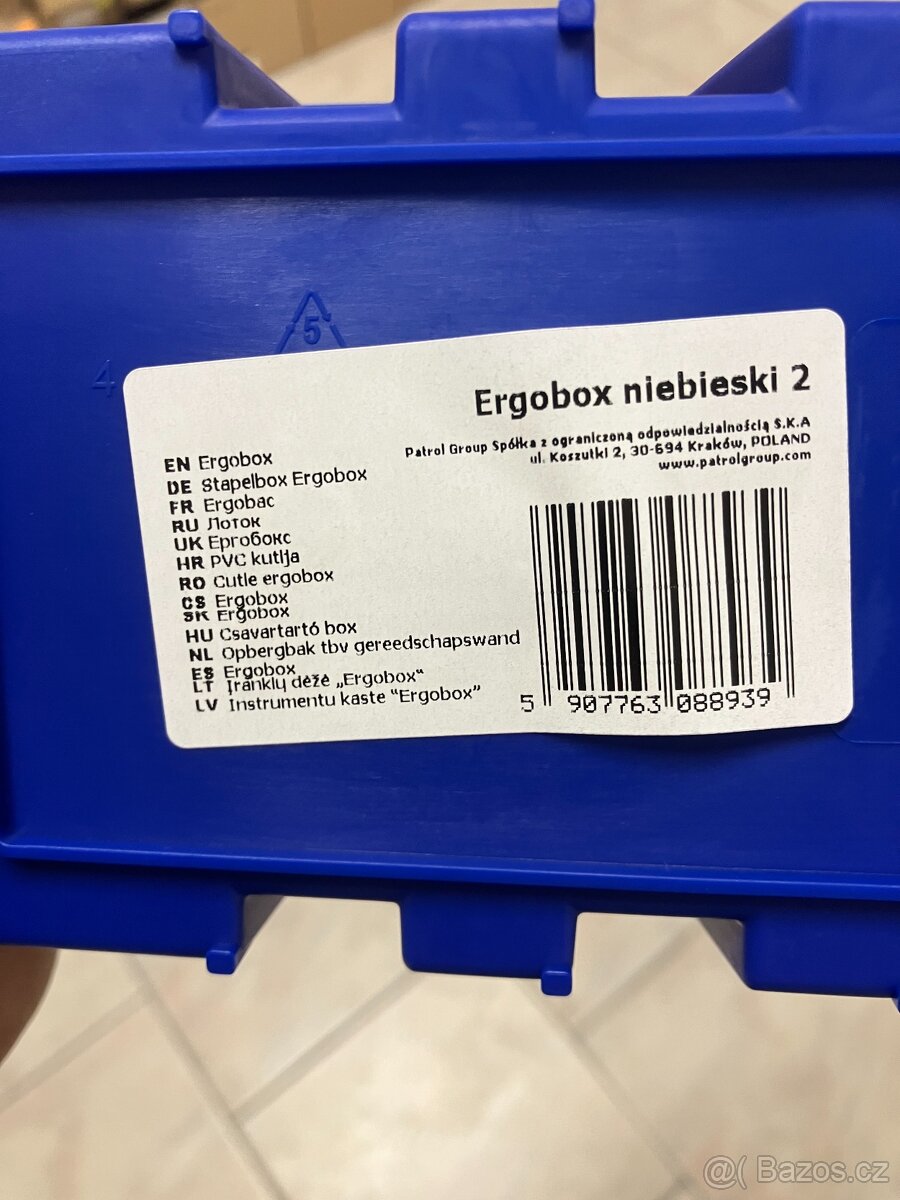 5
4
Ergobox niebieski 2
Patrol Group Spółka z ograniczoną odpowiedzialnością S.K.A
ul. Koszutki 2, 30-694 Kraków, POLAND
www.patrolgroup.com
EN Ergobox
DE Stapelbox Ergobox
FR Ergobac
RU Лоток
UK Ергобокс
HR PVC kutija
RO Cutie ergobox
CS Ergobox
SK Ergobox
HU Csavartartó box
NL Opbergbak tbv gereedschapswand
ES Ergobox
LT Įrankių dėžė „Ergobox“
LV Instrumentu kaste “Ergobox”
5 907763 088939
@( Bazos.cz